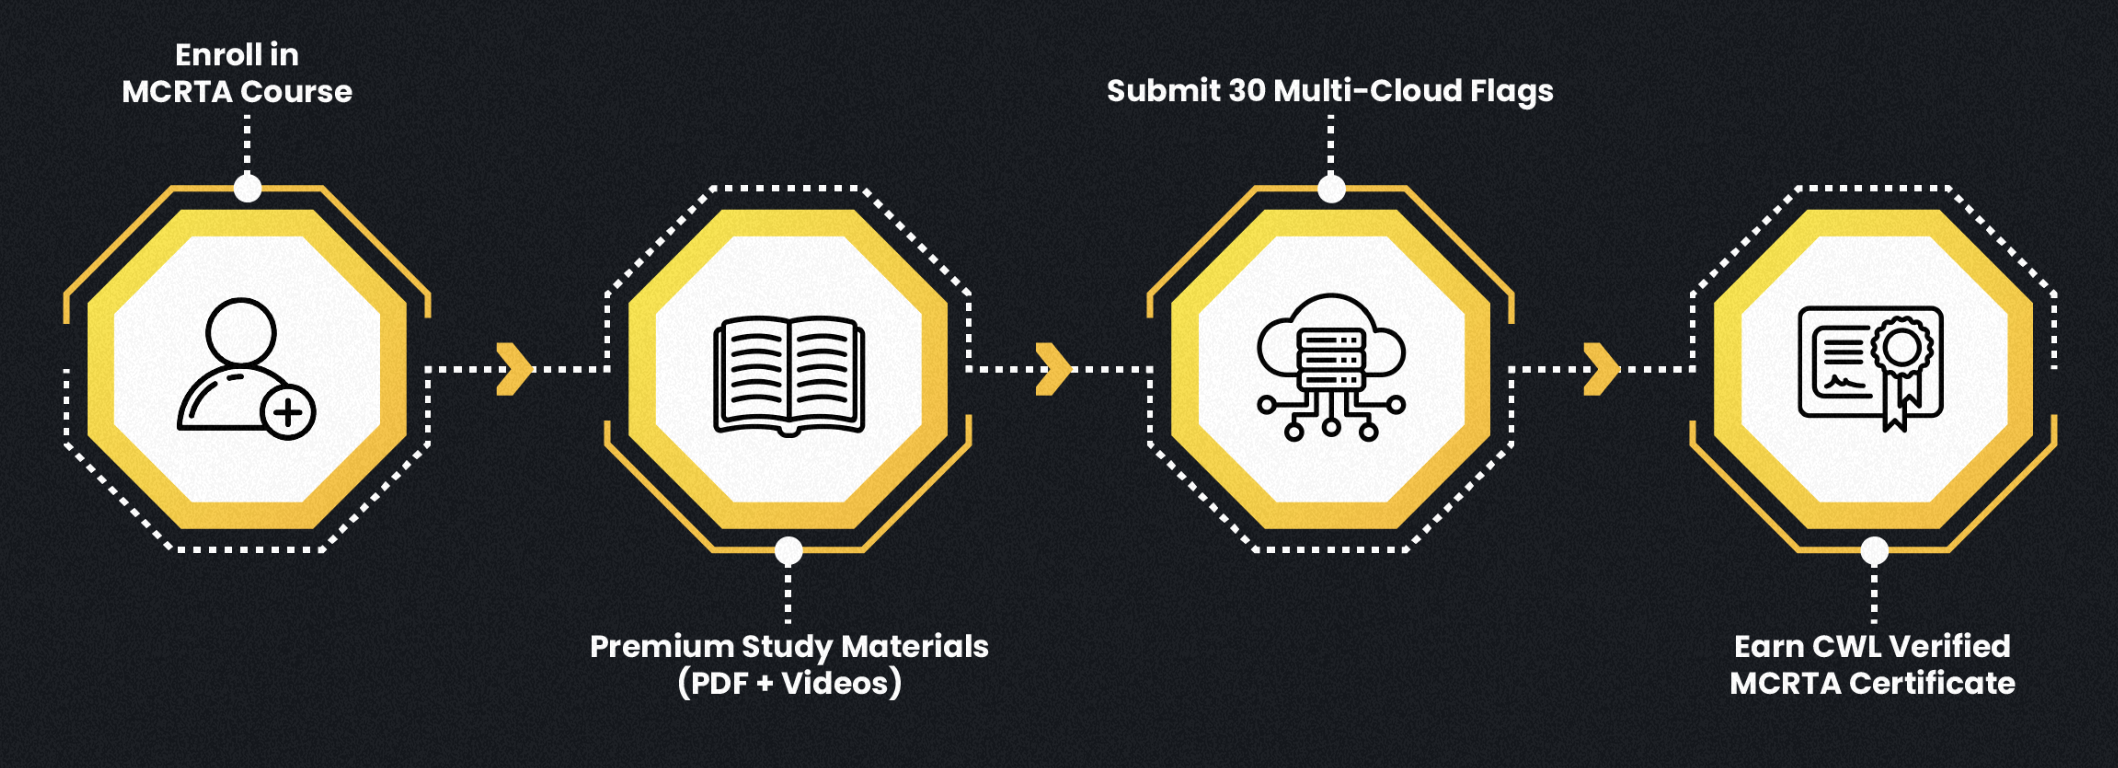 Enroll in
MCRTA Course
Premium Study Materials
(PDF + Videos)
Submit 30 Multi-Cloud Flags
Earn CWL Verified
MCRTA Certificate